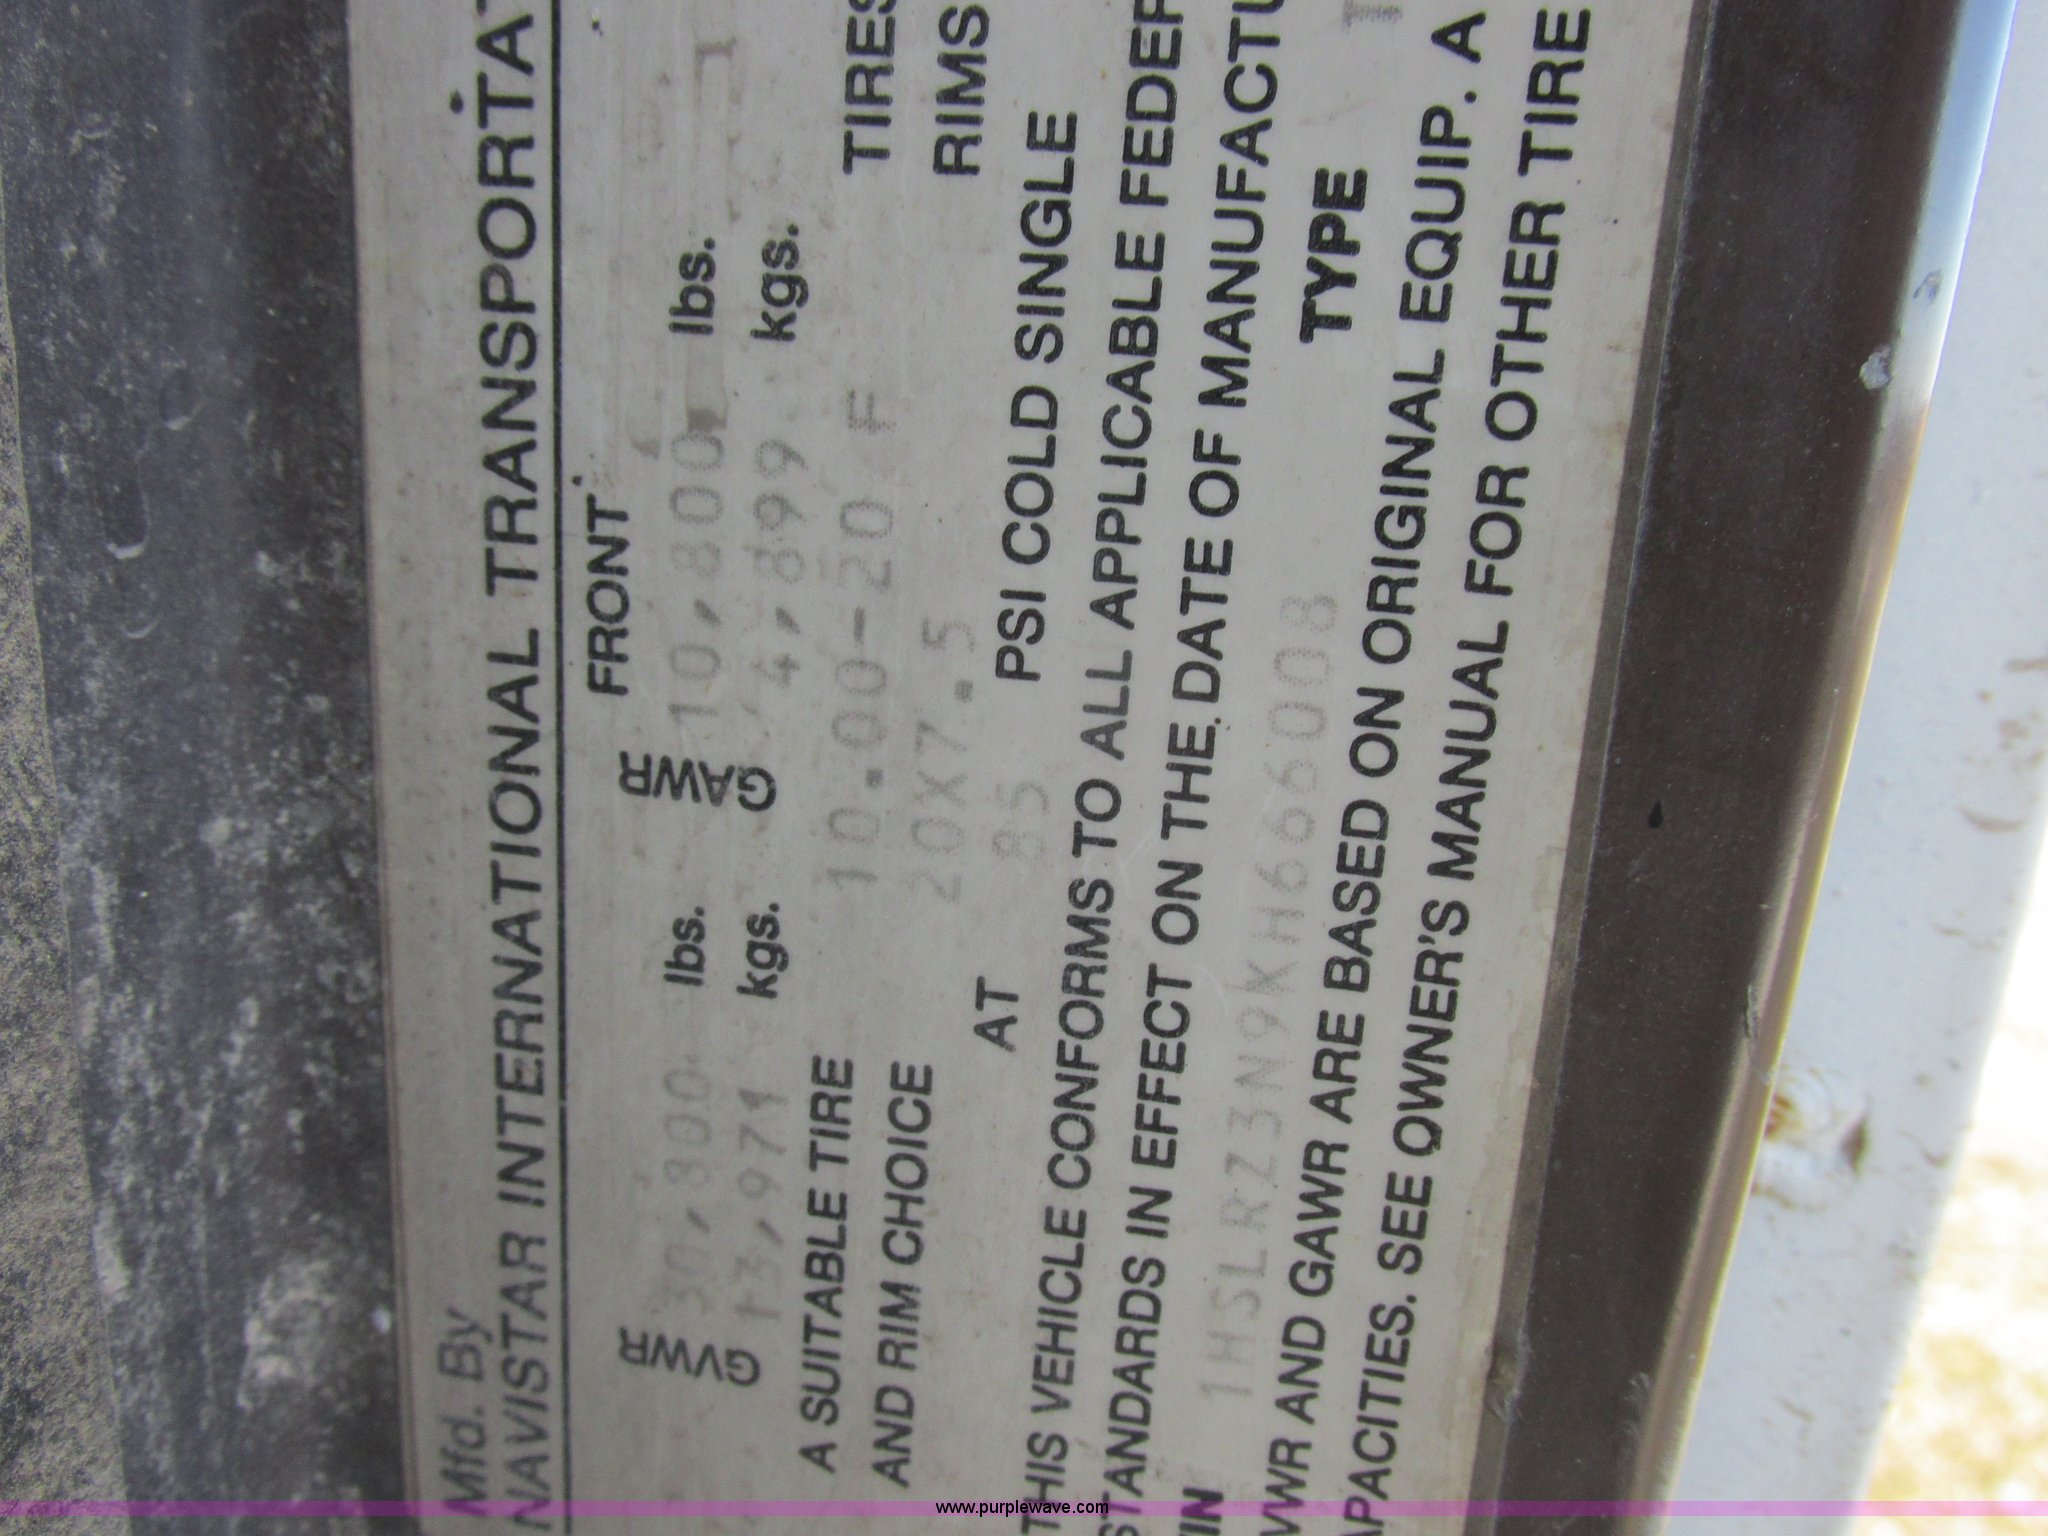 Mfd. By
NAVISTAR INTERNATIONAL TRANSPORTAT
FRONT
GVWR 30,800 lbs. GAWR 10,800 lbs.
13,971 kgs. 4,899 kgs.
A SUITABLE TIRE 10.00-20 F TIRES
AND RIM CHOICE 20X7.5 RIMS
AT 85 PSI COLD SINGLE
THIS VEHICLE CONFORMS TO ALL APPLICABLE FEDER
STANDARDS IN EFFECT ON THE DATE OF MANUFACTU
VIN 1HSLRZ3N9KH666008 TYPE T
VWR AND GAWR ARE BASED ON ORIGINAL EQUIP. A
APACITIES. SEE OWNER'S MANUAL FOR OTHER TIRE
www.purplewave.com